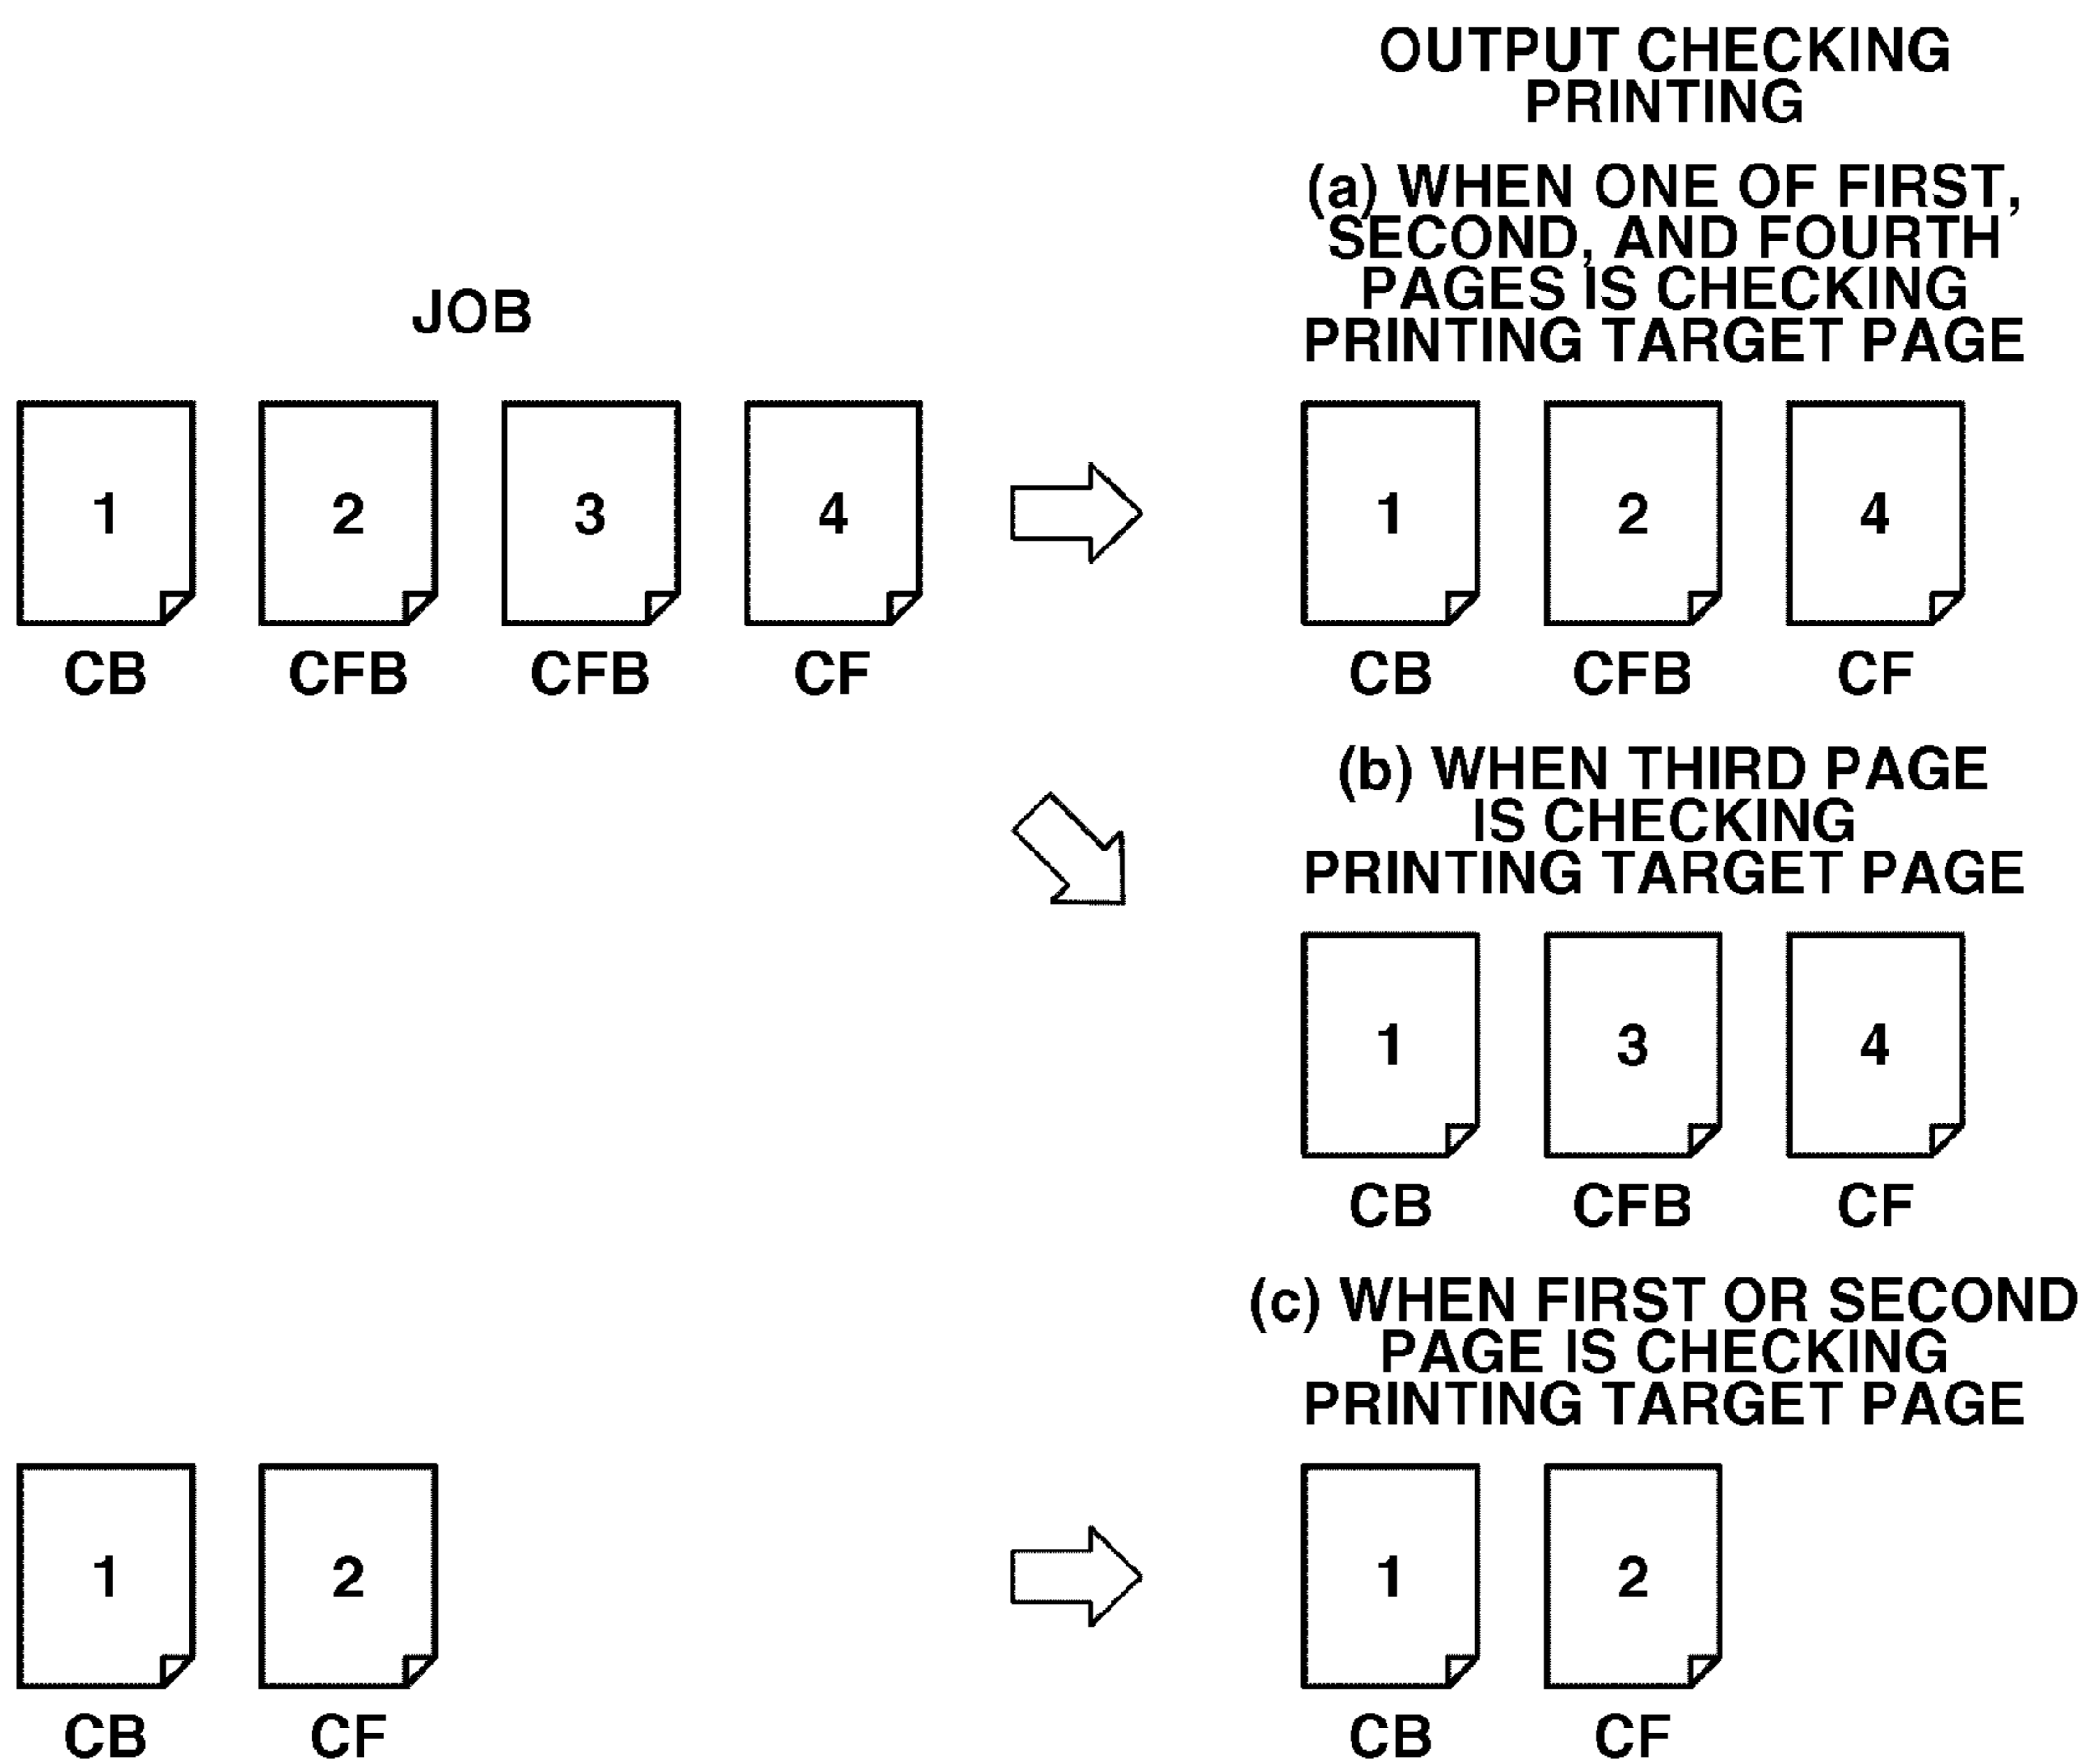 OUTPUT CHECKING
PRINTING
(a) WHEN ONE OF FIRST,
SECOND, AND FOURTH
PAGES IS CHECKING
PRINTING TARGET PAGE
JOB
1 2 3 4 1 2 4
CB CFB CFB CF CB CFB CF
(b) WHEN THIRD PAGE
IS CHECKING
PRINTING TARGET PAGE
1 3 4
CB CFB CF
(c) WHEN FIRST OR SECOND
PAGE IS CHECKING
PRINTING TARGET PAGE
1 2 1 2
CB CF CB CF